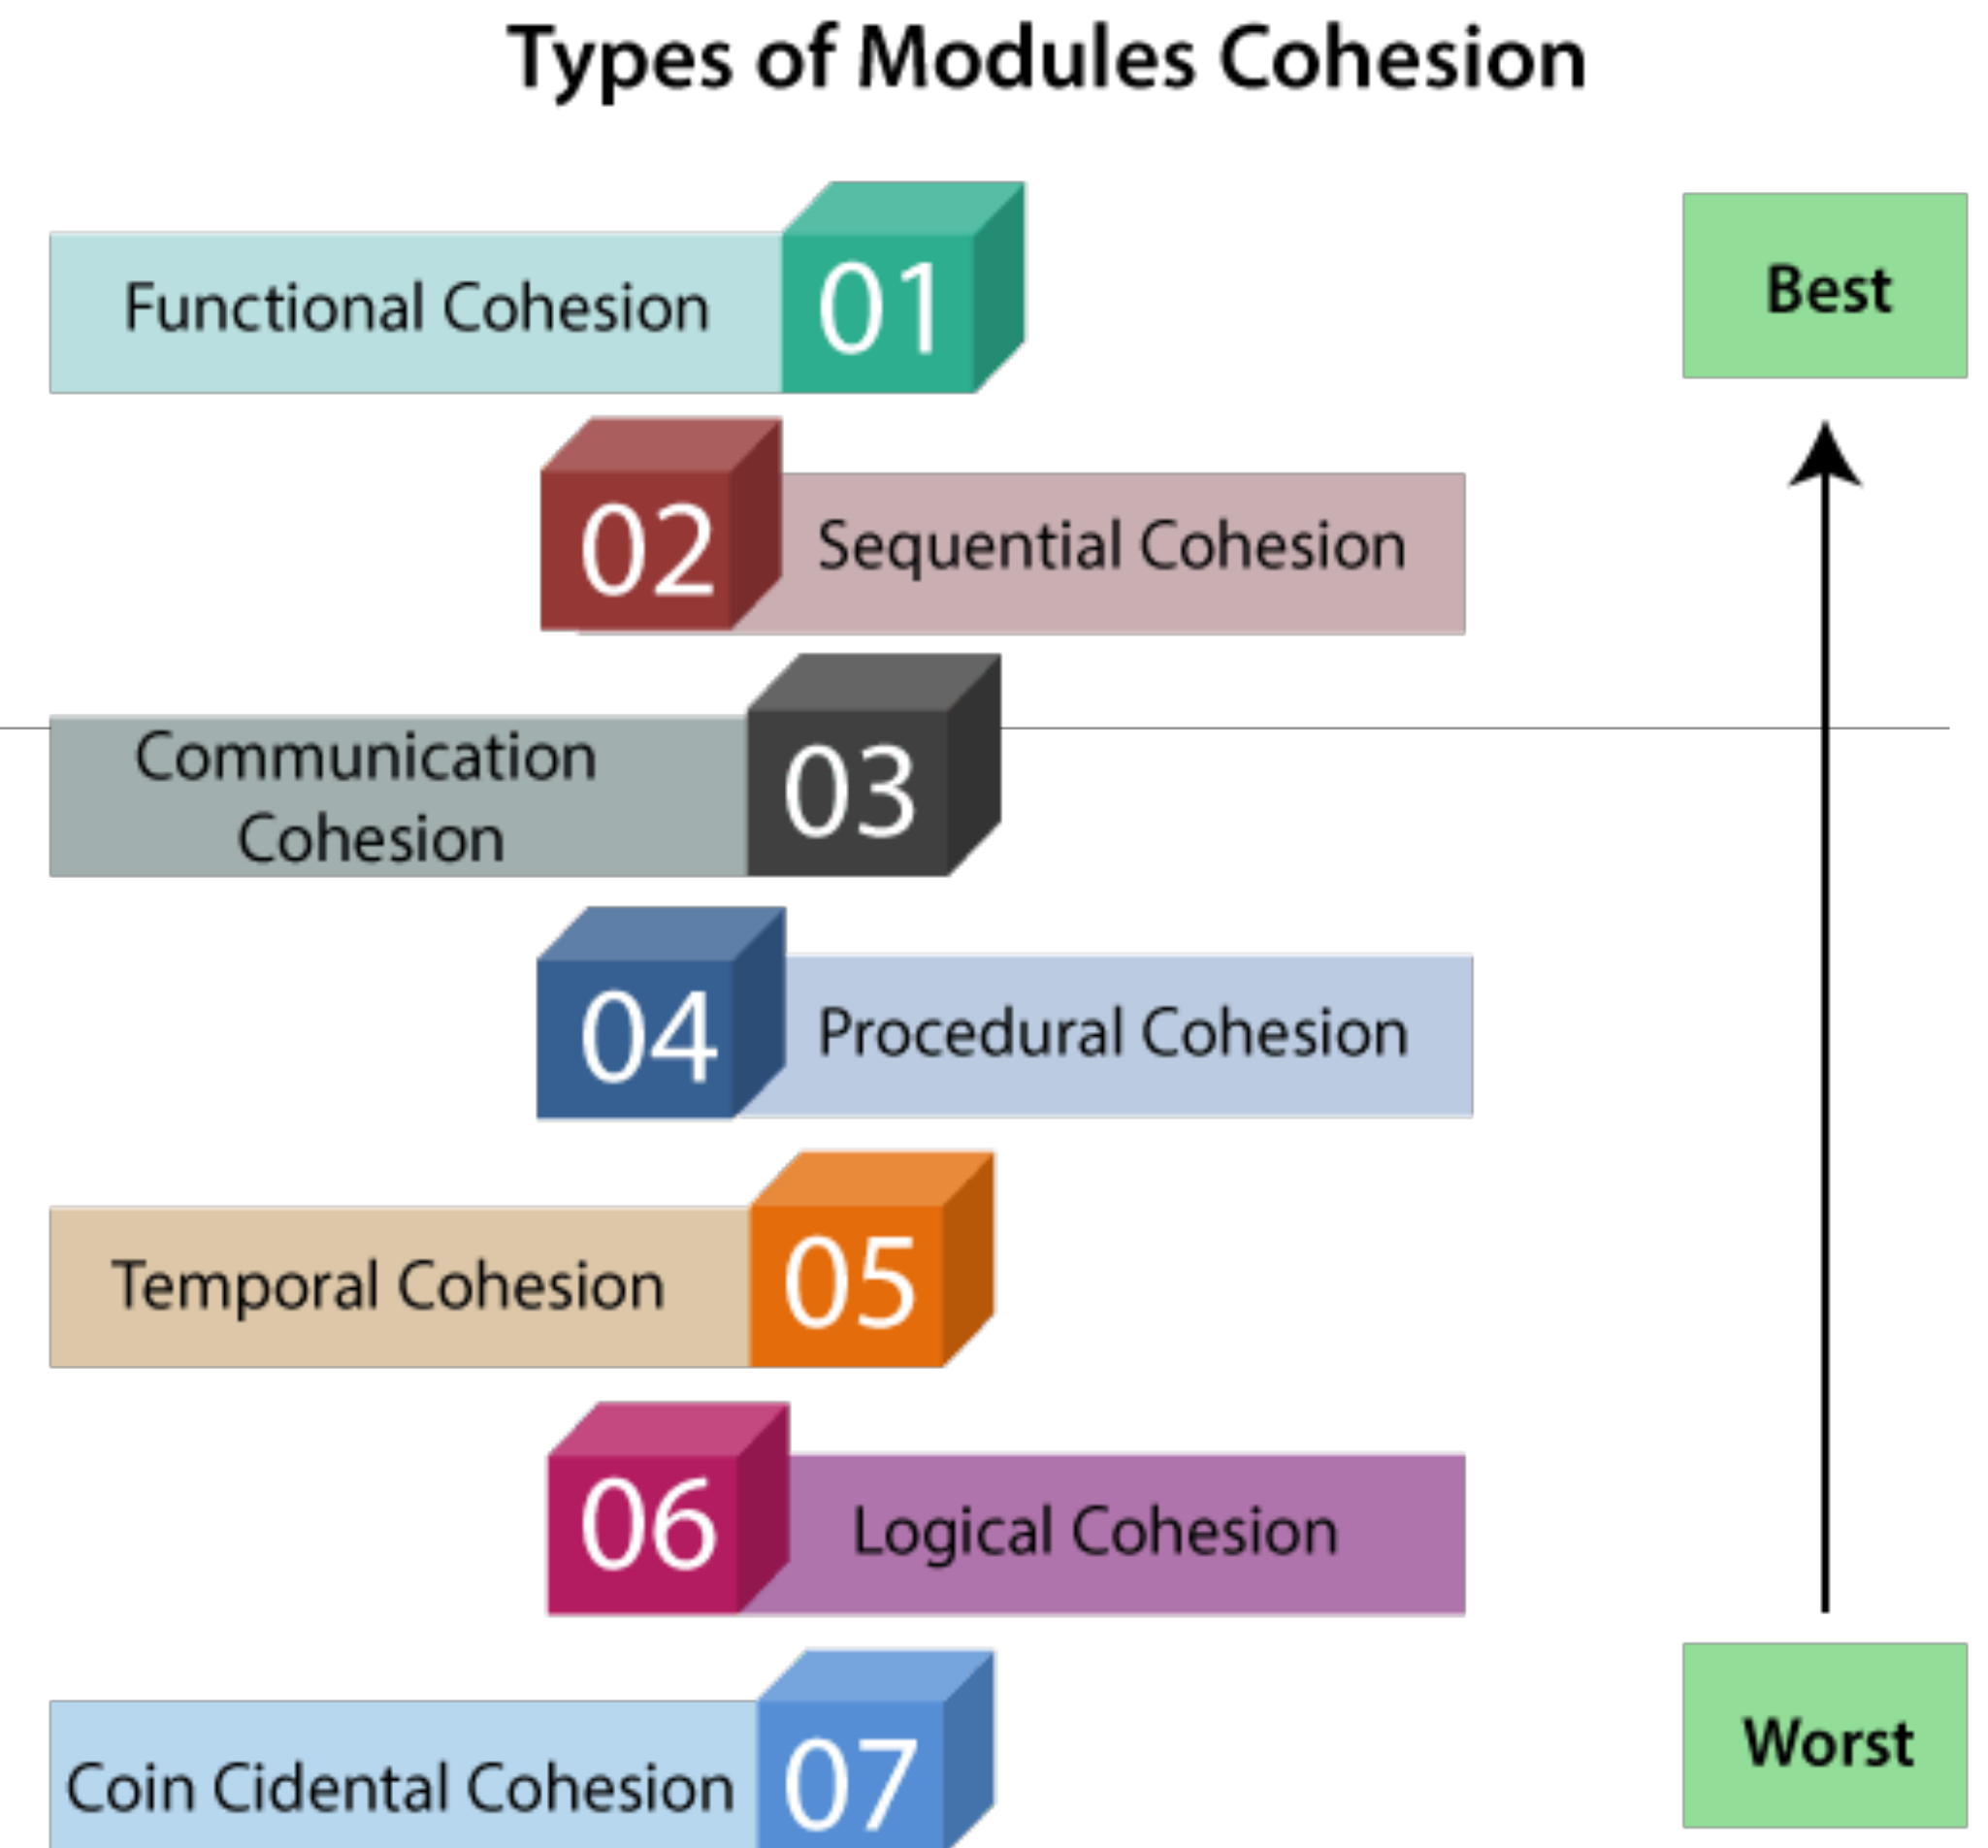 Types of Modules Cohesion
Functional Cohesion 01
Best
02 Sequential Cohesion
Communication
Cohesion
03
04 Procedural Cohesion
Temporal Cohesion 05
06 Logical Cohesion
Worst
Coin Cidental Cohesion 07